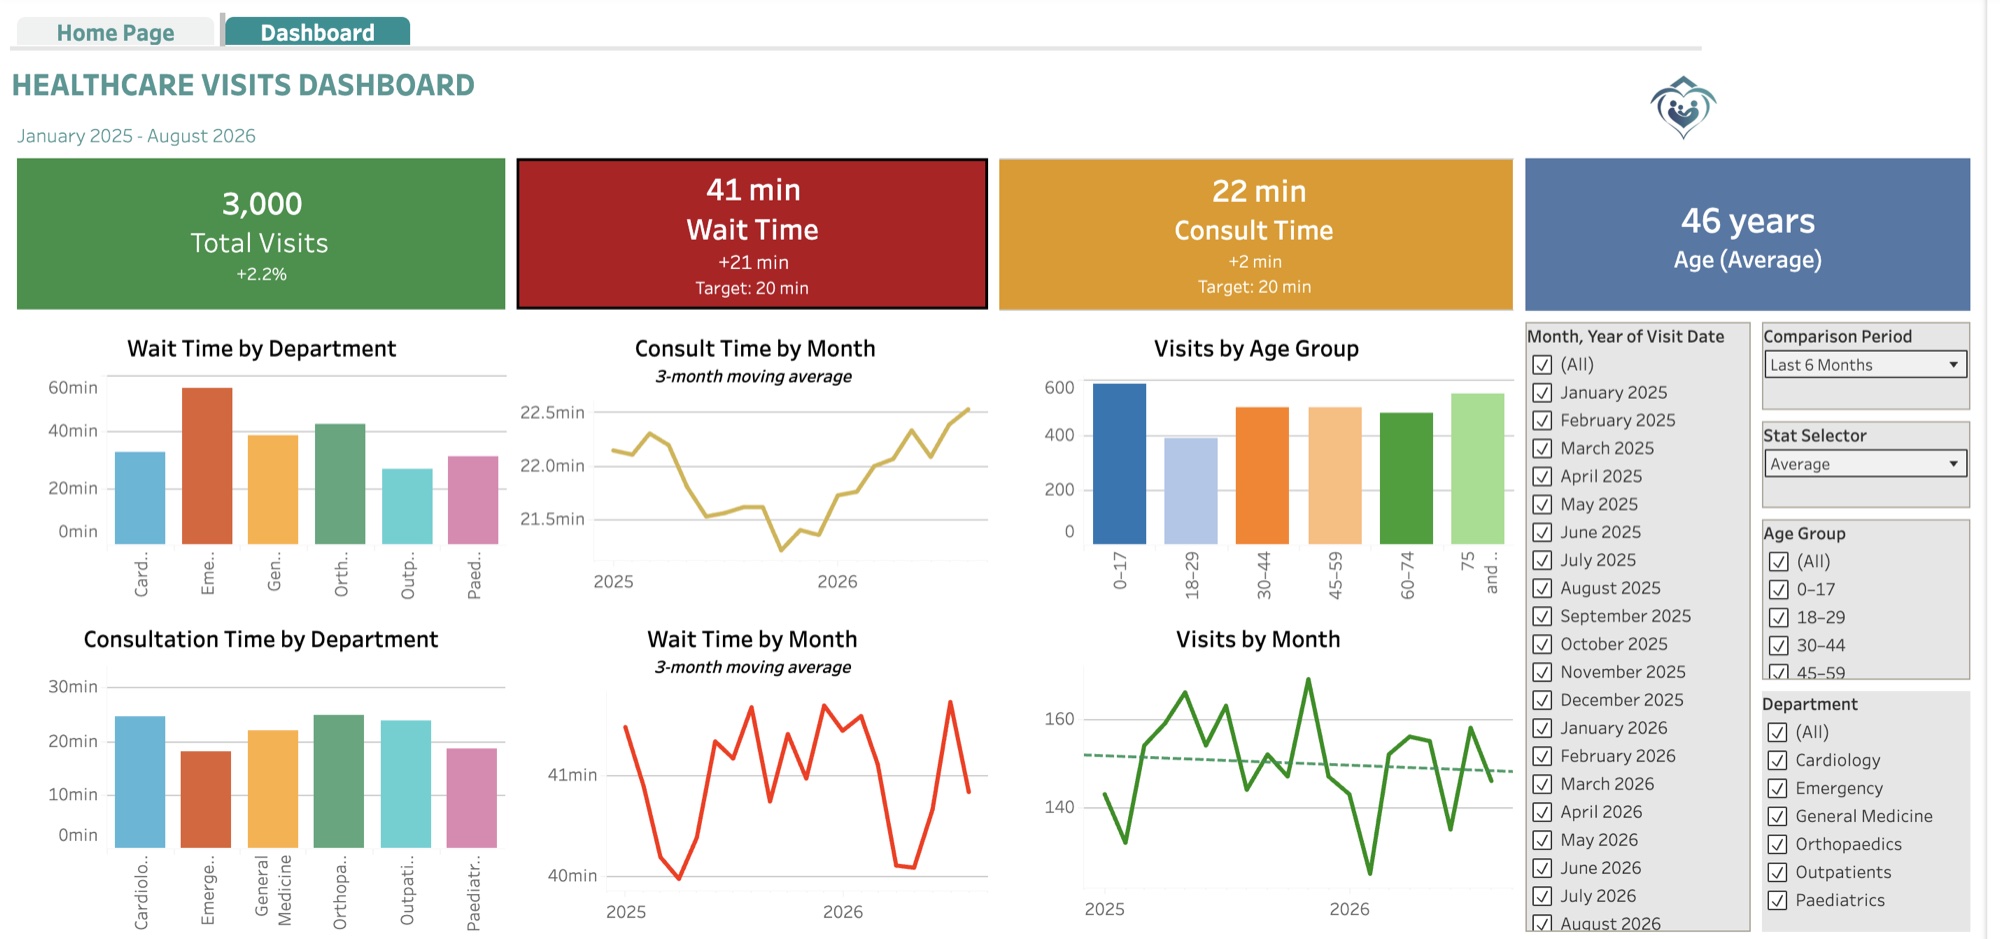 Home Page
Dashboard
HEALTHCARE VISITS DASHBOARD
January 2025 - August 2026
3,000
Total Visits
+2.2%
41 min
Wait Time
+21 min
Target: 20 min
22 min
Consult Time
+2 min
Target: 20 min
46 years
Age (Average)
Wait Time by Department
60min
40min
20min
0min
Card..
Eme..
Gen..
Orth..
Outp..
Paed..
Consult Time by Month
3-month moving average
22.5min
22.0min
21.5min
2025
2026
Visits by Age Group
600
400
200
0
0–17
18–29
30–44
45–59
60–74
75
and ..
Consultation Time by Department
30min
20min
10min
0min
Cardiolo..
Emerge..
General
Medicine
Orthopa..
Outpati..
Paediatr..
Wait Time by Month
3-month moving average
41min
40min
2025
2026
Visits by Month
160
140
2025
2026
Month, Year of Visit Date
(All)
January 2025
February 2025
March 2025
April 2025
May 2025
June 2025
July 2025
August 2025
September 2025
October 2025
November 2025
December 2025
January 2026
February 2026
March 2026
April 2026
May 2026
June 2026
July 2026
August 2026
Comparison Period
Last 6 Months
Stat Selector
Average
Age Group
(All)
0–17
18–29
30–44
45–59
Department
(All)
Cardiology
Emergency
General Medicine
Orthopaedics
Outpatients
Paediatrics